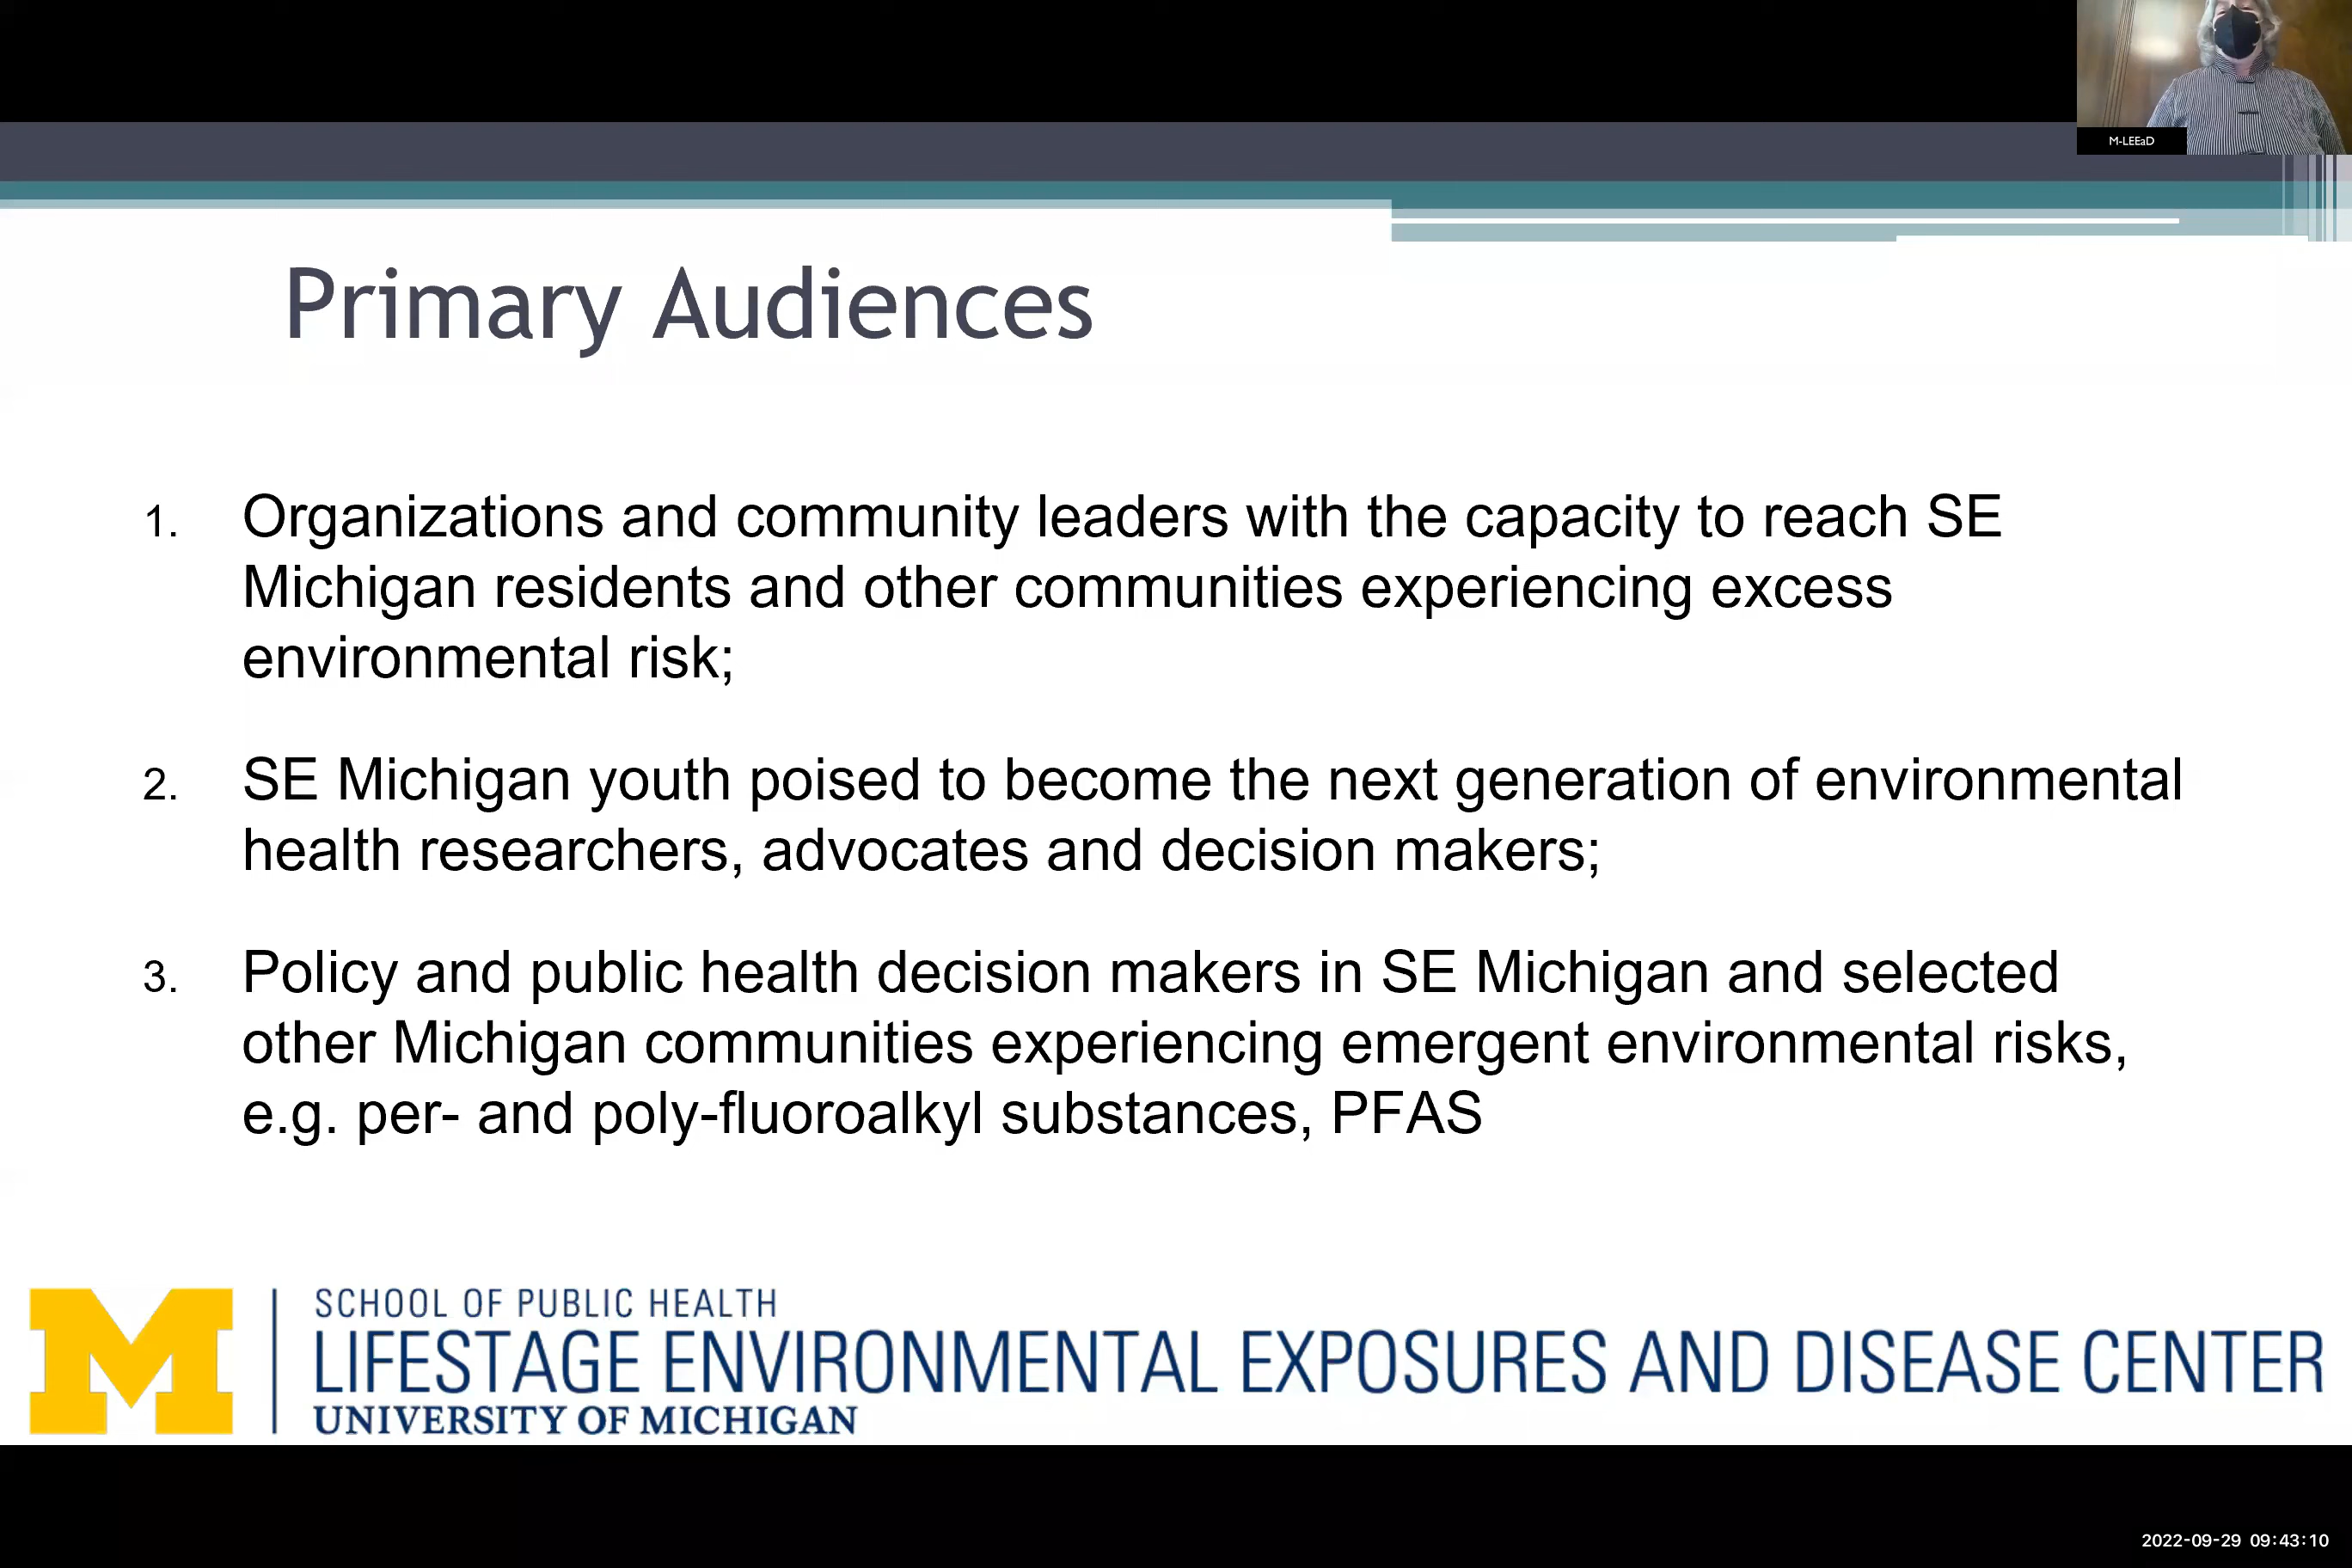 M-LEEaD
Primary Audiences
1. Organizations and community leaders with the capacity to reach SE
Michigan residents and other communities experiencing excess
environmental risk;
2. SE Michigan youth poised to become the next generation of environmental
health researchers, advocates and decision makers;
3. Policy and public health decision makers in SE Michigan and selected
other Michigan communities experiencing emergent environmental risks,
e.g. per- and poly-fluoroalkyl substances, PFAS
M
SCHOOL OF PUBLIC HEALTH
LIFESTAGE ENVIRONMENTAL EXPOSURES AND DISEASE CENTER
UNIVERSITY OF MICHIGAN
2022-09-29 09:43:10